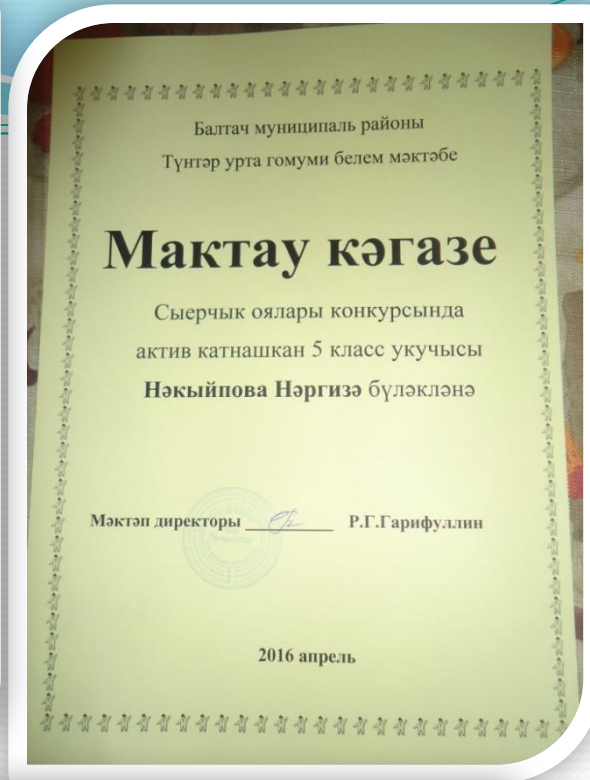 Балтач муниципаль районы
Түнтәр урта гомуми белем мәктәбе
Мактау кәгазе
Сыерчык оялары конкурсында
актив катнашкан 5 класс укучысы
Нәкыйпова Нәргизә бүләкләнә
Мәктәп директоры __________ Р.Г.Гарифуллин
2016 апрель